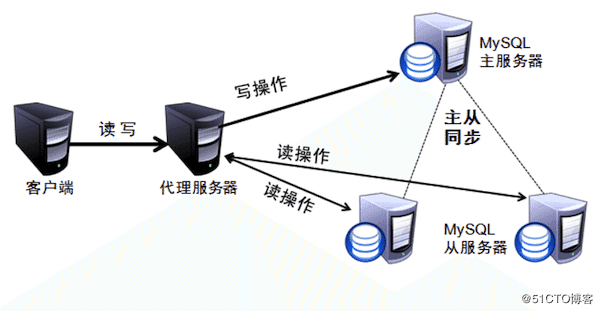 MySQL
主服务器
写操作
主从
同步
读 写
读操作
读操作
客户端
代理服务器
MySQL
从服务器
@51CTO博客